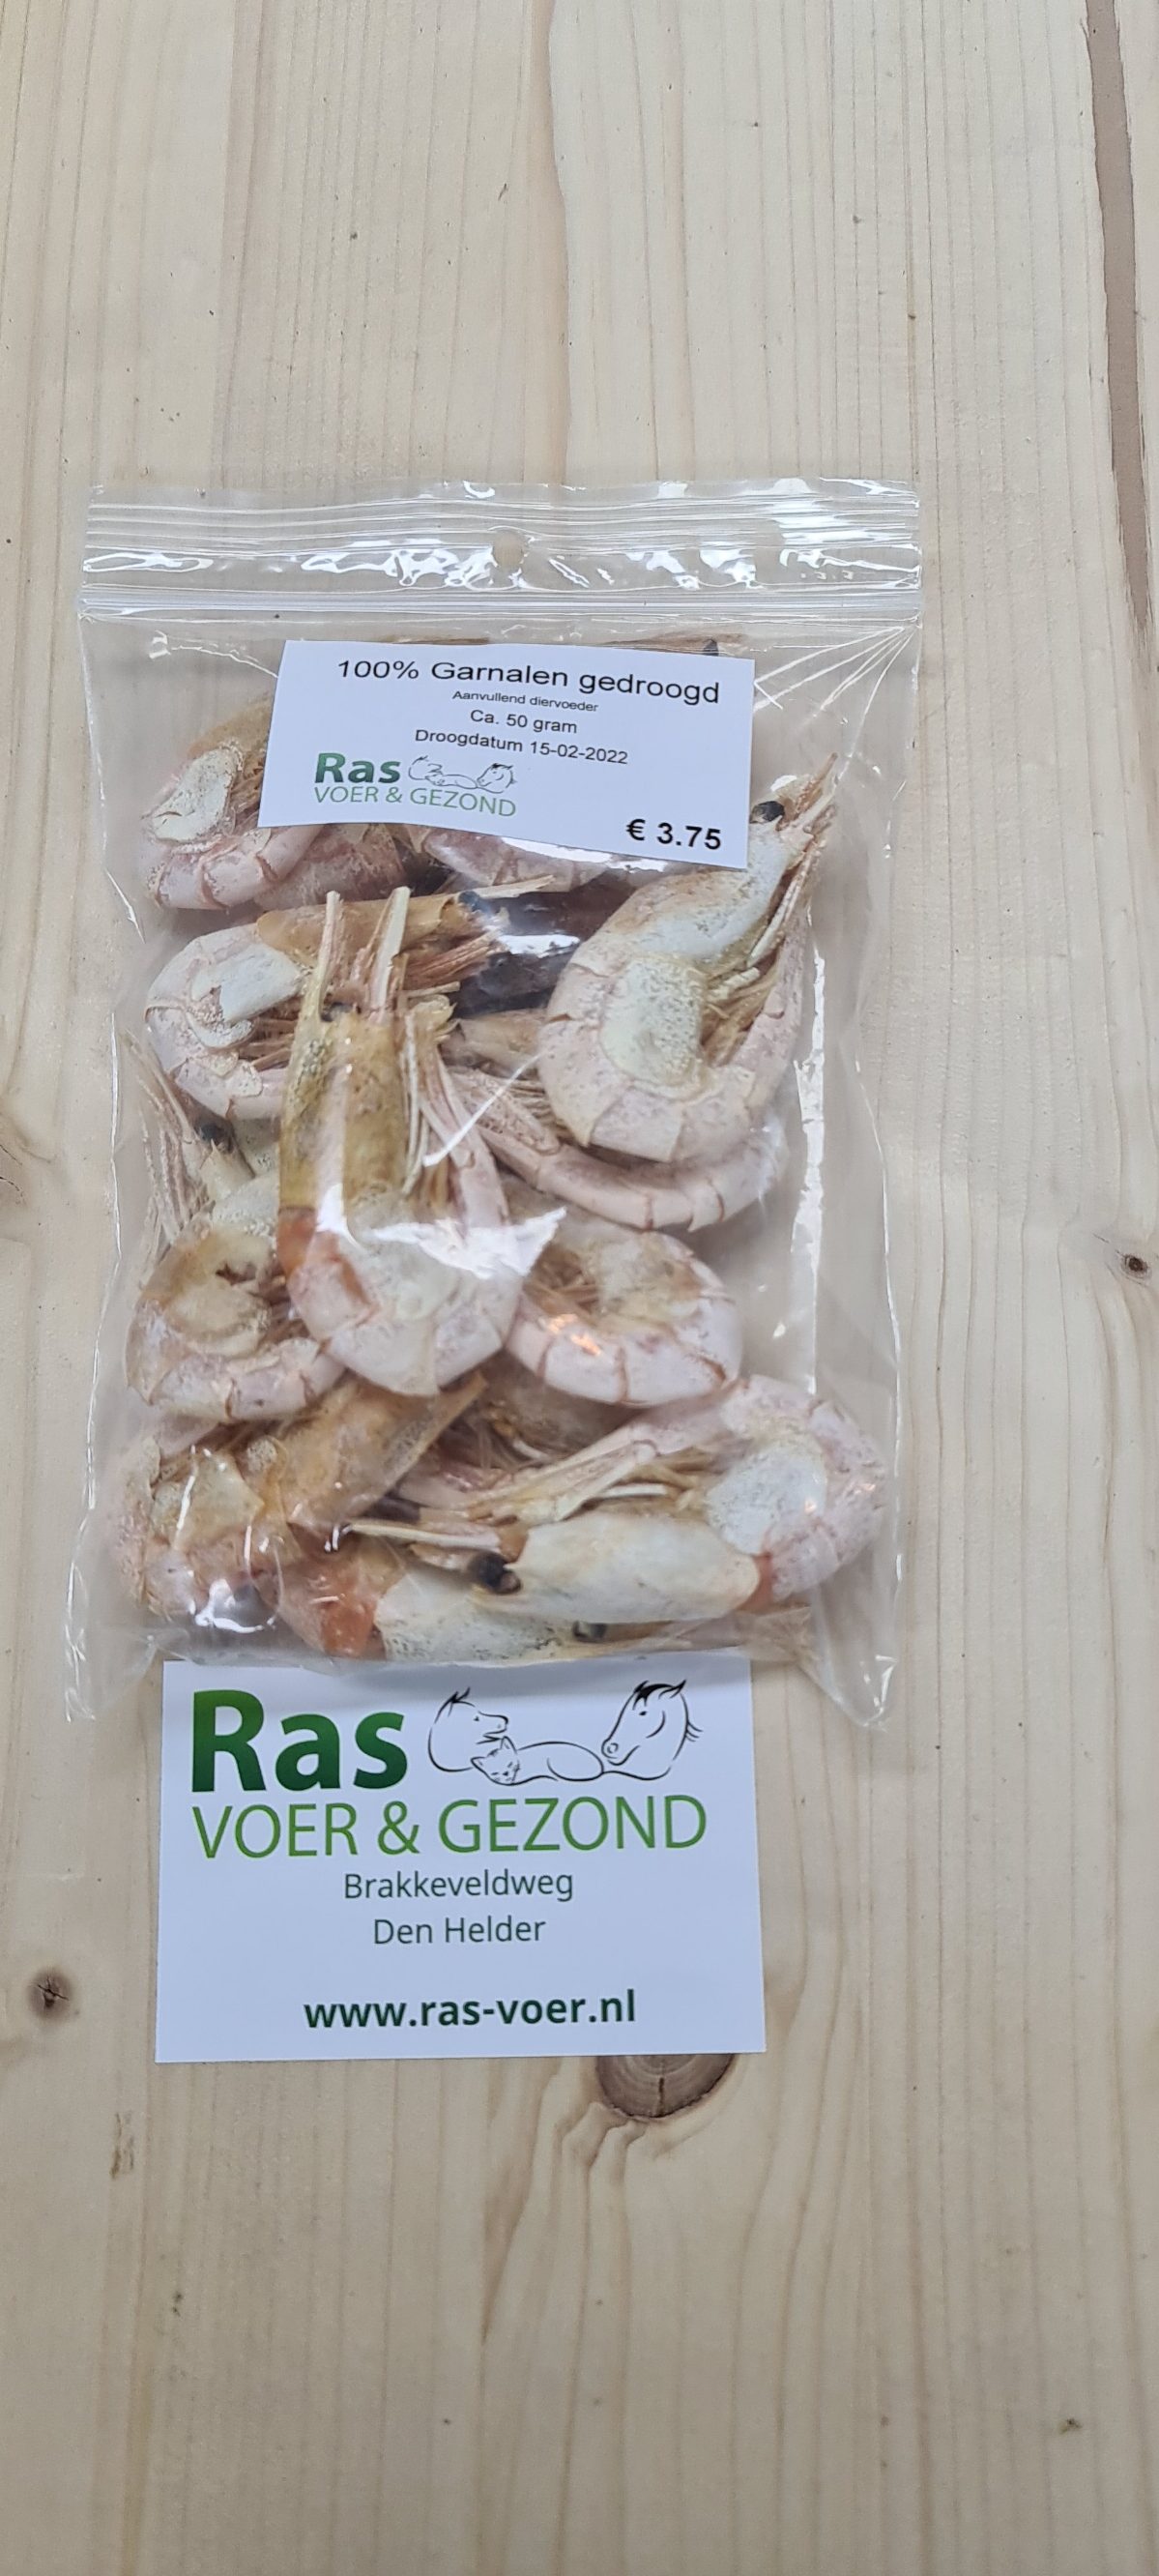 100% Garnalen gedroogd
Aanvullend diervoeder
Ca. 50 gram
Droogdatum 15-02-2022
Ras
VOER & GEZOND
€ 3.75
Ras
VOER & GEZOND
Brakkeveldweg
Den Helder
www.ras-voer.nl